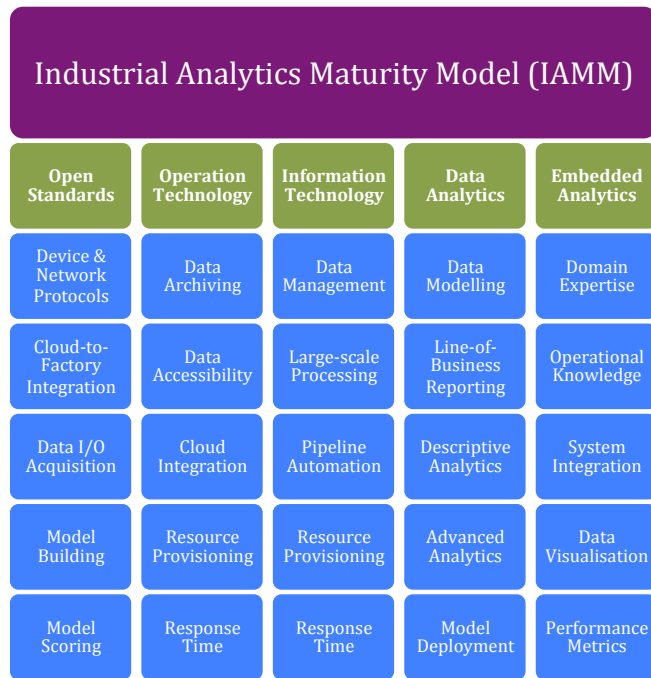 Industrial Analytics Maturity Model (IAMM)
Open
Standards
Operation
Technology
Information
Technology
Data
Analytics
Embedded
Analytics
Device &
Network
Protocols
Data
Archiving
Data
Management
Data
Modelling
Domain
Expertise
Cloud-to-
Factory
Integration
Data
Accessibility
Large-scale
Processing
Line-of-
Business
Reporting
Operational
Knowledge
Data I/O
Acquisition
Cloud
Integration
Pipeline
Automation
Descriptive
Analytics
System
Integration
Model
Building
Resource
Provisioning
Resource
Provisioning
Advanced
Analytics
Data
Visualisation
Model
Scoring
Response
Time
Response
Time
Model
Deployment
Performance
Metrics